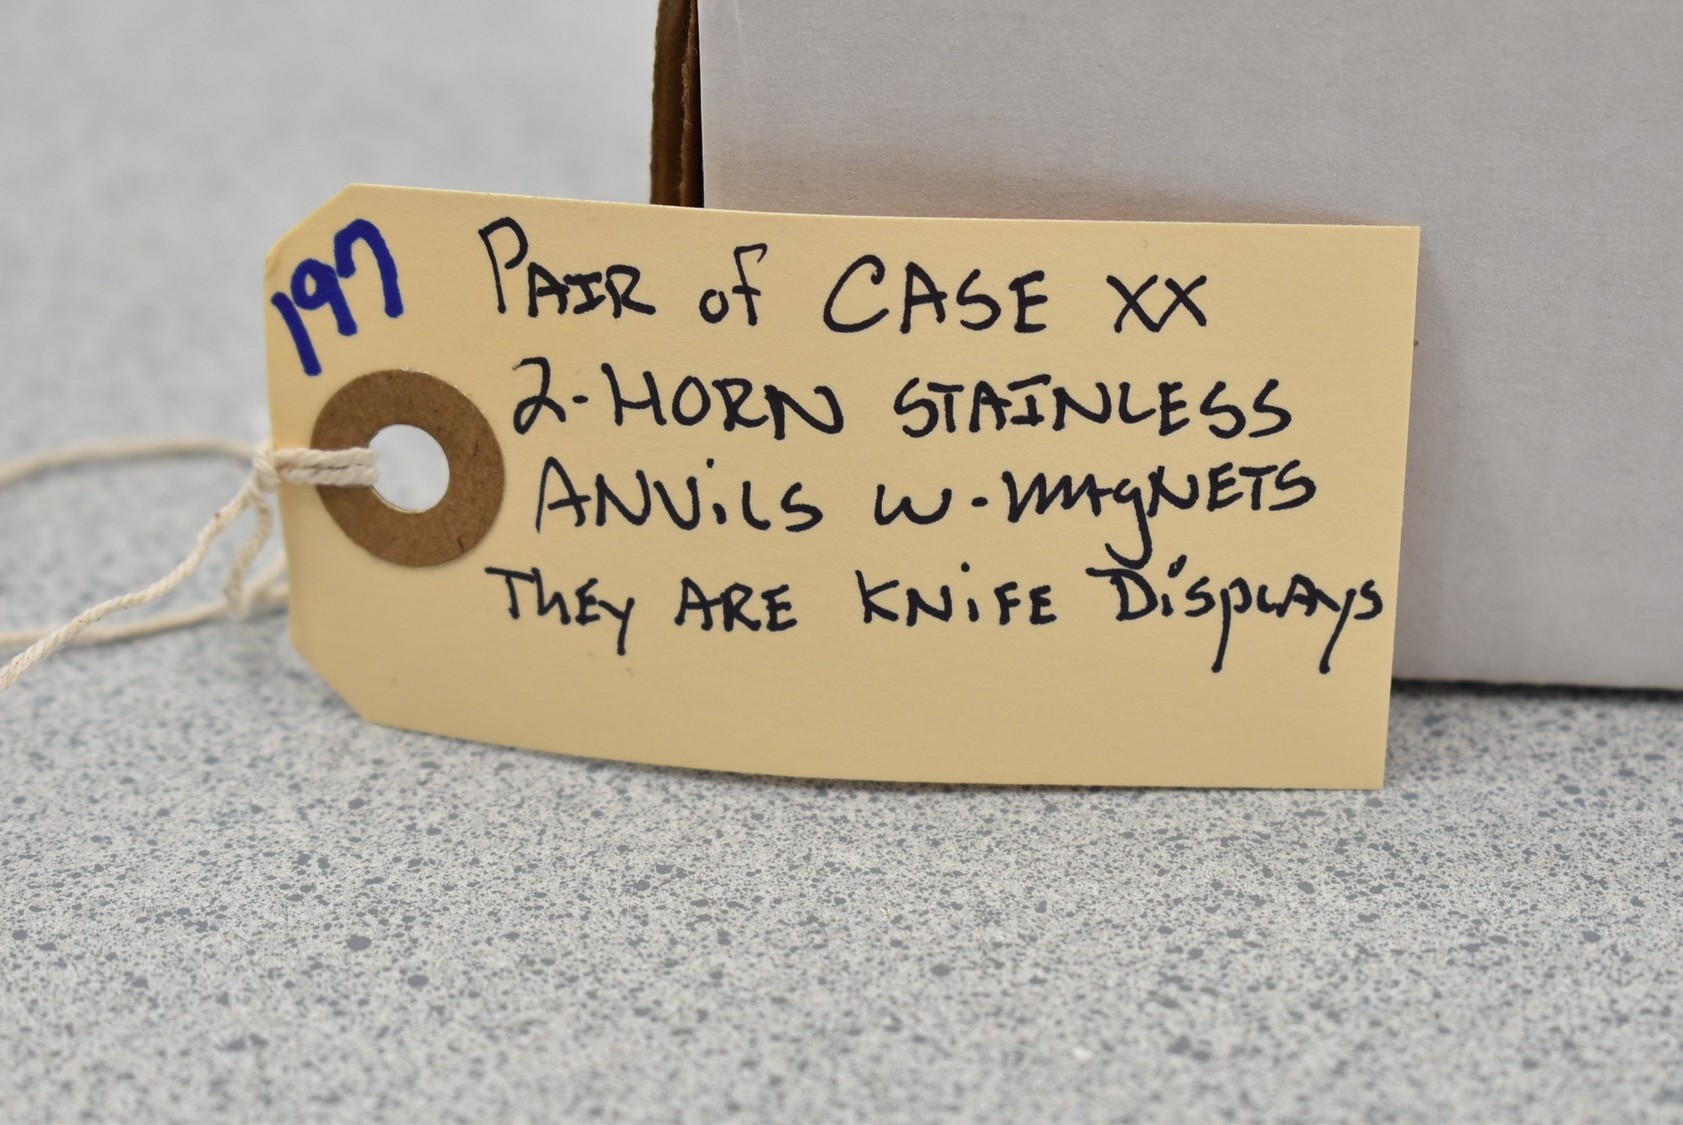 197
PAIR of CASE XX
2-HORN STAINLESS
ANViLS W-MAgNETS
ThEy ARE KNiFE DispLAys